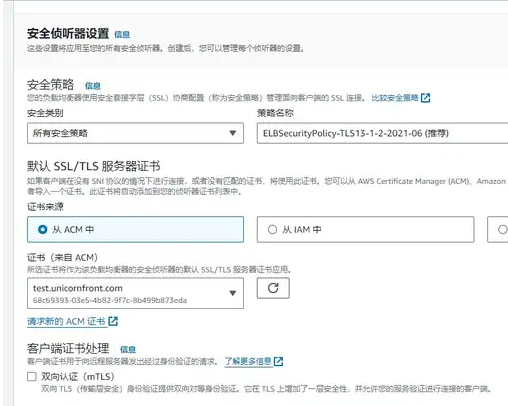 安全侦听器设置 信息
这些设置将应用至您的所有安全侦听器。创建后，您可以管理每个侦听器的设置。
安全策略 信息
您的负载均衡器使用安全套接字层（SSL）协商配置（称为安全策略）管理面向客户端的 SSL 连接。 比较安全策略
安全类别 策略名称
所有安全策略 ELBSecurityPolicy-TLS13-1-2-2021-06 (推荐)
默认 SSL/TLS 服务器证书
如果客户端在没有 SNI 协议的情况下进行连接，或者没有匹配的证书，将使用此证书。您可以从 AWS Certificate Manager (ACM)、Amazon
者导入一个证书。此证书将自动添加到您的侦听器证书列表中。
证书来源
从 ACM 中 从 IAM 中
证书（来自 ACM）
所选证书将作为该负载均衡器的安全侦听器的默认 SSL/TLS 服务器证书应用。
test.unicornfront.com
68c69393-03e5-4b82-9f7c-8b499b873eda
请求新的 ACM 证书
客户端证书处理 信息
客户端证书用于向远程服务器发出经过身份验证的请求。 了解更多信息
双向认证（mTLS）
双向 TLS（传输层安全）身份验证提供双向对等身份验证。它在 TLS 上增加了一层安全性，并允许您的服务验证进行连接的客户端。